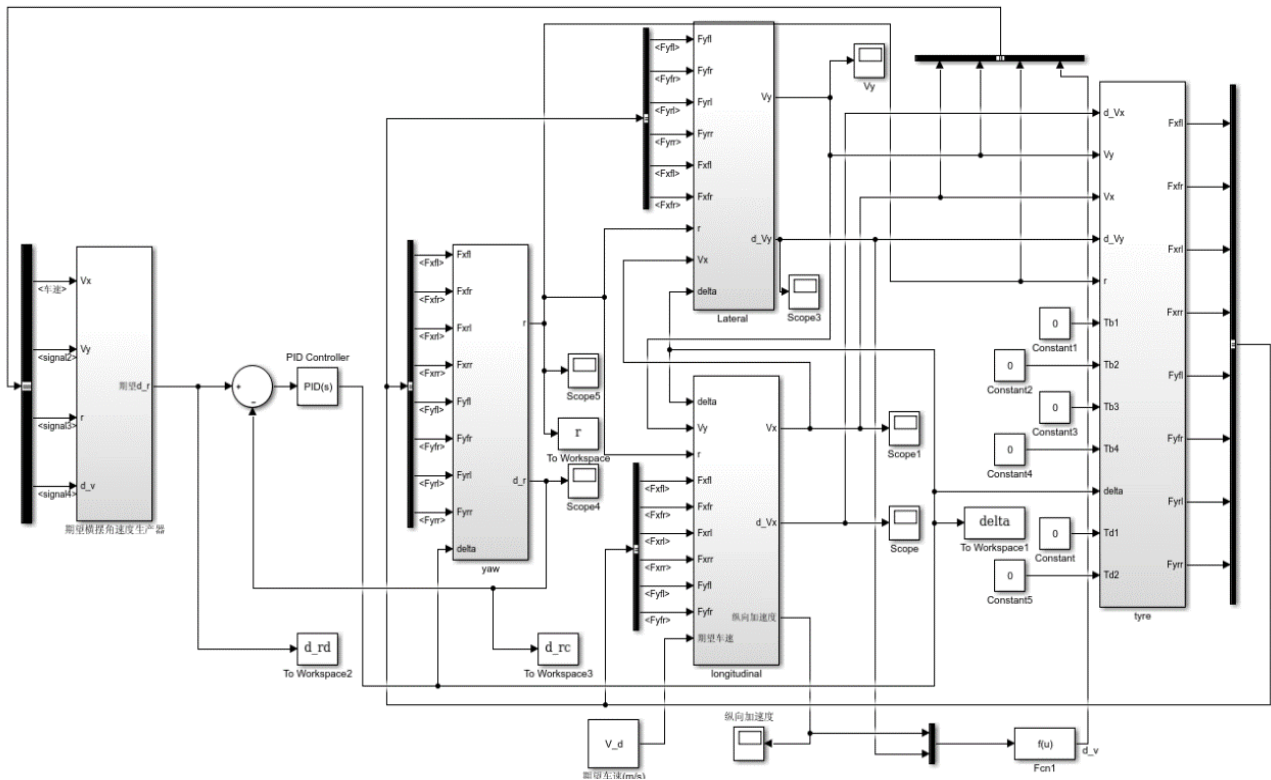 <车速>
<signal2>
<signal3>
<signal4>
Vx
Vy
r
d_v
期望d_r
期望横摆角速度生产器
+
−
PID Controller
PID(s)
d_rd
To Workspace2
<Fxfl>
<Fxfr>
<Fxrl>
<Fxrr>
<Fyfl>
<Fyfr>
<Fyrl>
<Fyrr>
Fxfl
Fxfr
Fxrl
Fxrr
Fyfl
Fyfr
Fyrl
Fyrr
delta
r
d_r
yaw
Scope5
r
To Workspace
Scope4
d_rc
To Workspace3
<Fyfl>
<Fyfr>
<Fyrl>
<Fyrr>
<Fxfl>
<Fxfr>
Fyfl
Fyfr
Fyrl
Fyrr
Fxfl
Fxfr
r
Vx
delta
Vy
d_Vy
Lateral
Vy
Scope3
<Fxfl>
<Fxfr>
<Fxrl>
<Fxrr>
<Fyfl>
<Fyfr>
delta
Vy
r
Fxfl
Fxfr
Fxrl
Fxrr
Fyfl
Fyfr
期望车速
Vx
d_Vx
纵向加速度
longitudinal
Scope1
Scope
delta
To Workspace1
V_d
期望车速(m/s)
纵向加速度
f(u)
Fcn1
d_v
0
Constant1
0
Constant2
0
Constant3
0
Constant4
0
Constant
0
Constant5
d_Vx
Vy
Vx
d_Vy
r
Tb1
Tb2
Tb3
Tb4
delta
Td1
Td2
Fxfl
Fxfr
Fxrl
Fxrr
Fyfl
Fyfr
Fyrl
Fyrr
tyre